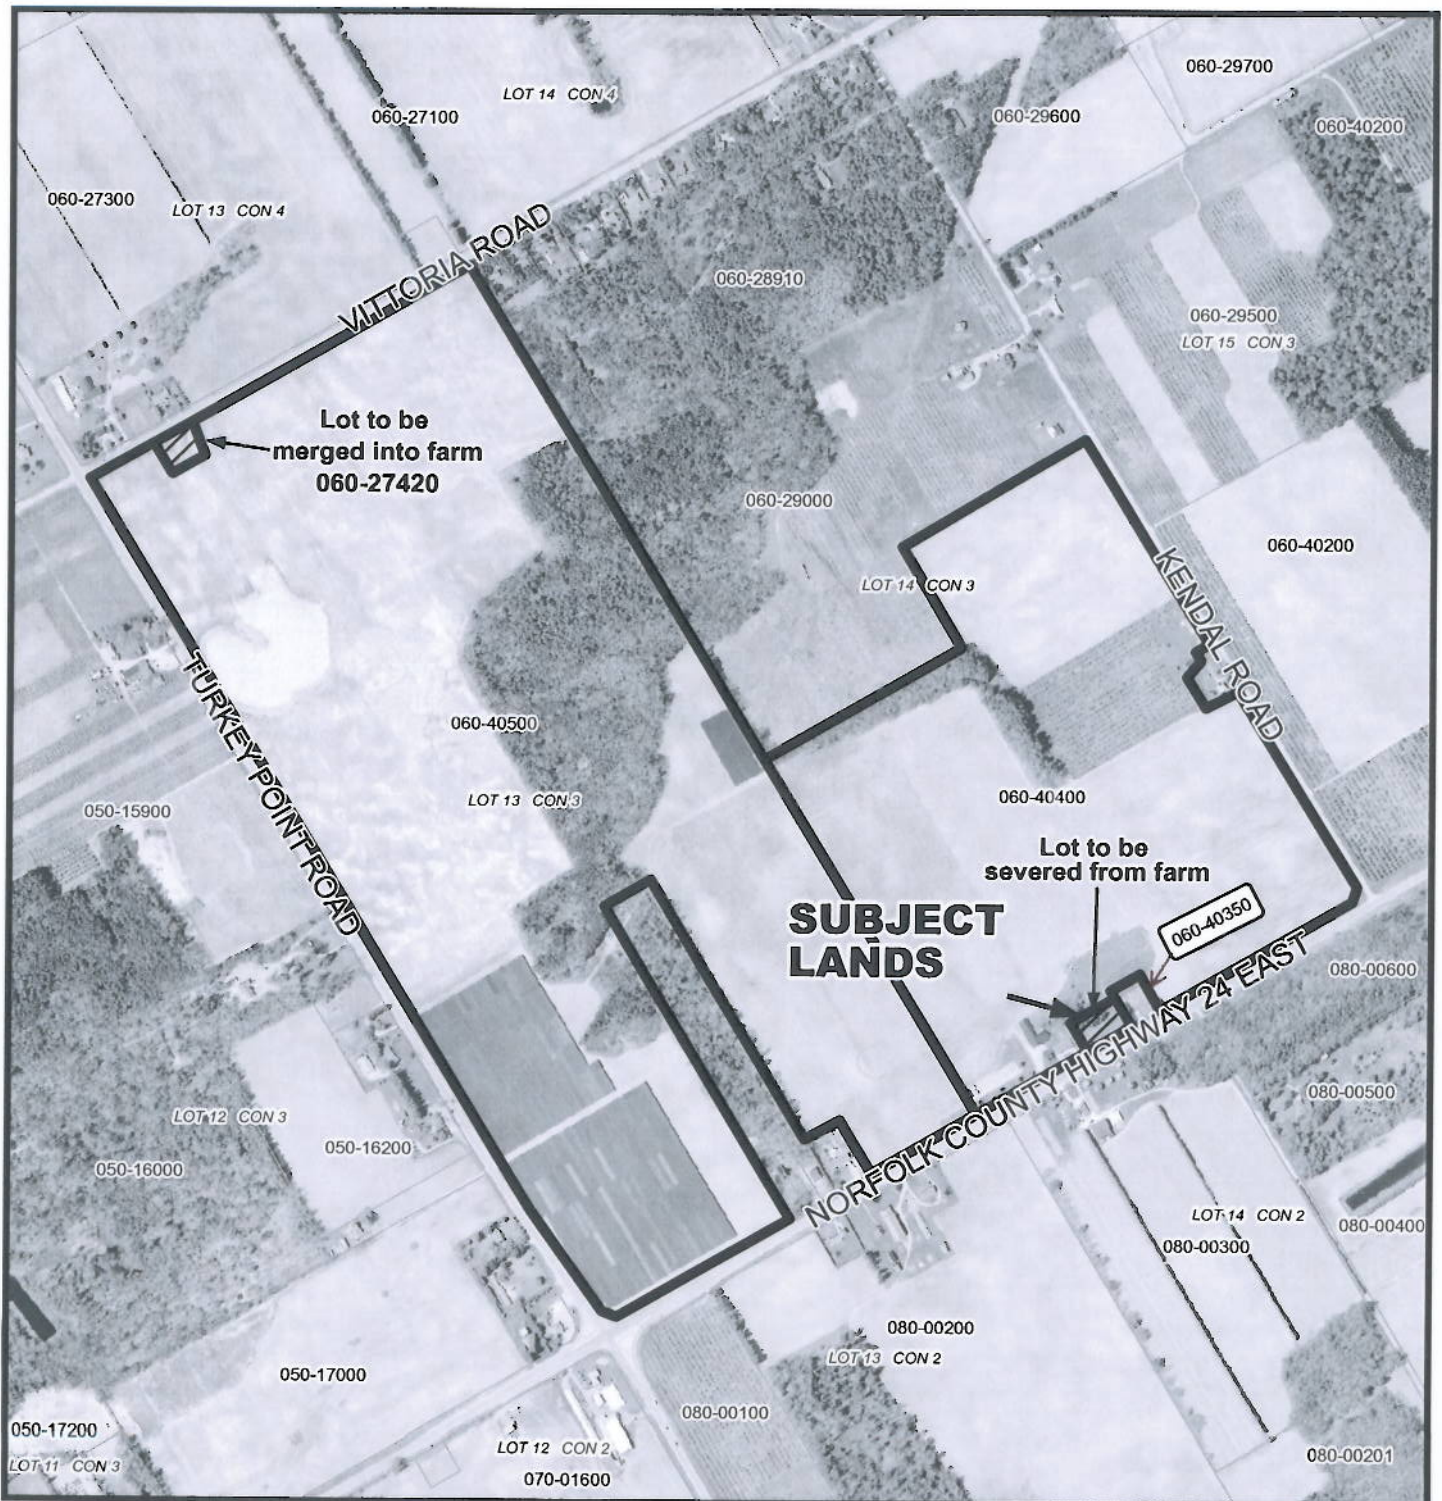 060-29700
LOT 14 CON 4
060-27100
060-29600
060-40200
060-27300
LOT 13 CON 4
VITTORIA ROAD
060-28910
060-29500
LOT 15 CON 3
Lot to be
merged into farm
060-27420
060-29000
060-40200
LOT 14 CON 3
KENDAL ROAD
060-40500
TURKEY POINT ROAD
LOT 13 CON 3
050-15900
060-40400
Lot to be
severed from farm
SUBJECT
LANDS
060-40350
080-00600
NORFOLK COUNTY HIGHWAY 24 EAST
080-00500
LOT 12 CON 3
050-16200
050-16000
LOT 14 CON 2
080-00400
080-00300
080-00200
LOT 13 CON 2
050-17000
080-00100
050-17200
LOT 11 CON 3
LOT 12 CON 2
070-01600
080-00201